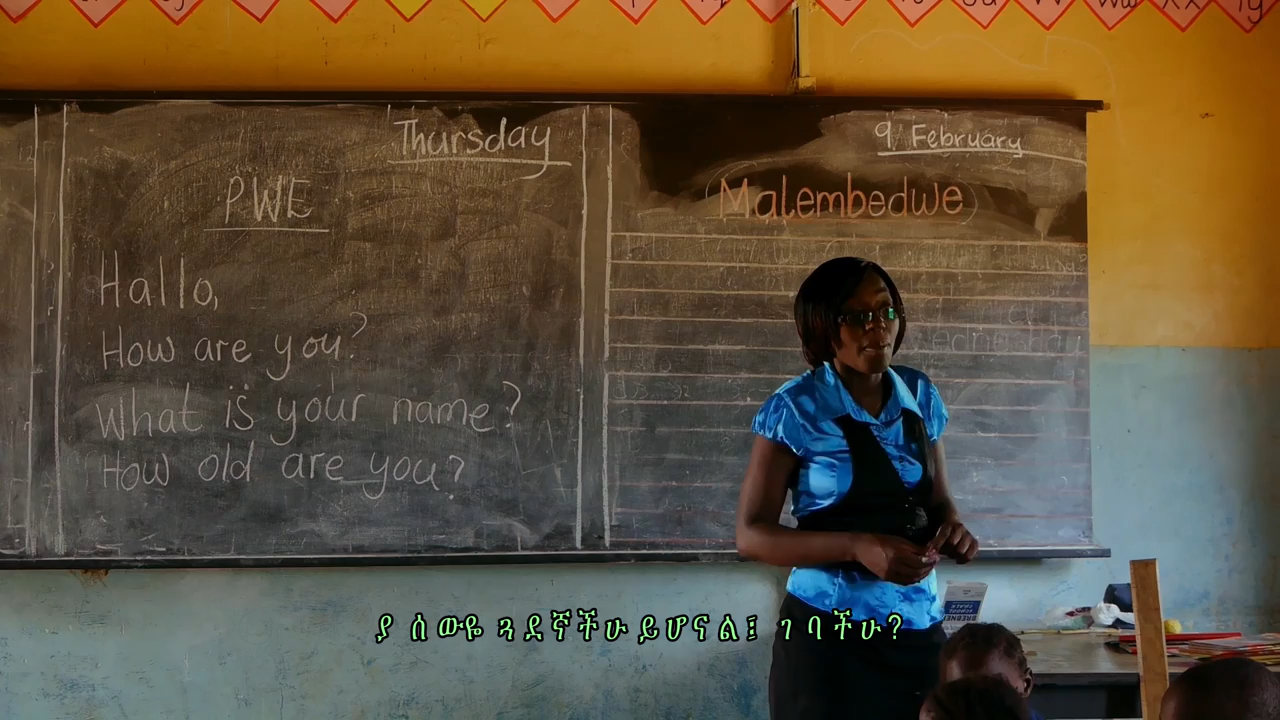 Thursday
PWE
Hallo,
How are you?
What is your name?
How old are you?
9 February
Malembedwe
Wednesday
ያ ሰውዬ ጓደኛችሁ ይሆናል፤ ገባችሁ?